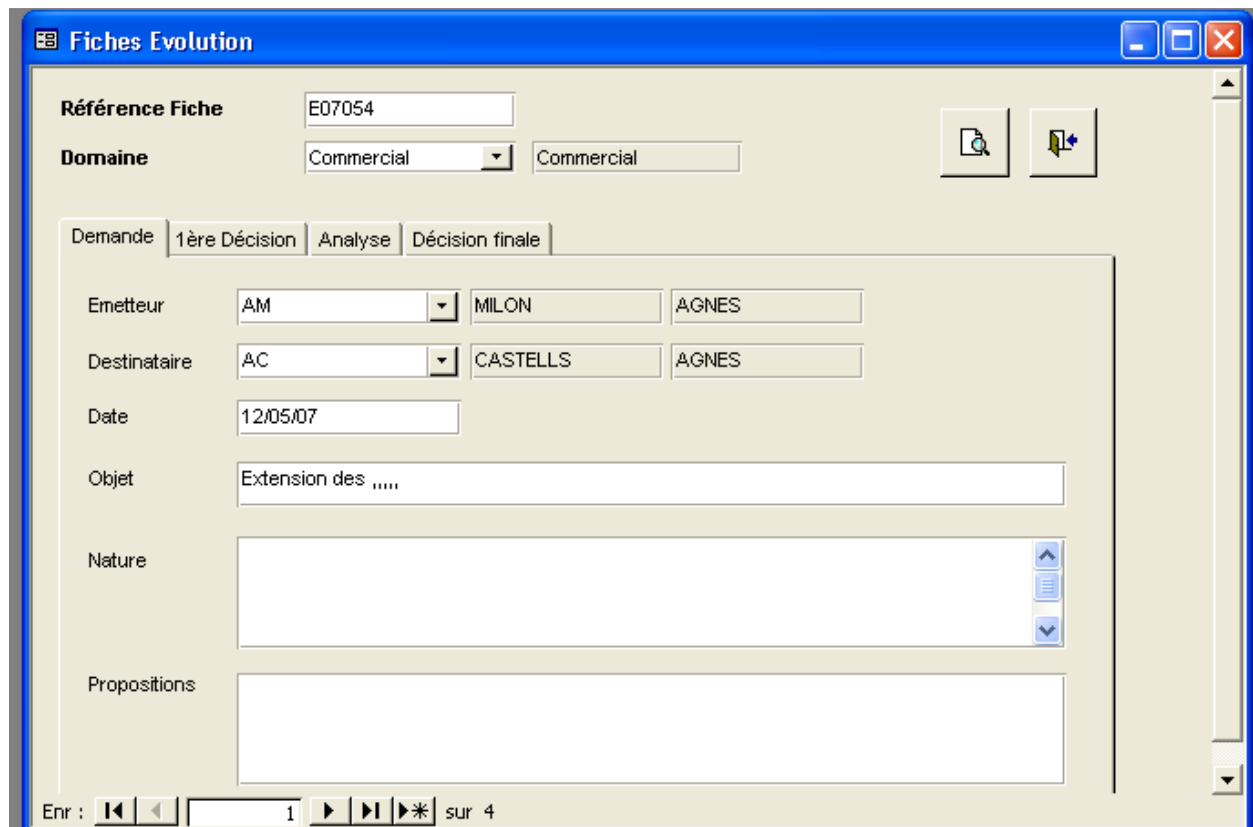 Fiches Evolution
Référence Fiche E07054
Domaine Commercial Commercial
Demande 1ère Décision Analyse Décision finale
Emetteur AM MILON AGNES
Destinataire AC CASTELLS AGNES
Date 12/05/07
Objet Extension des ,,,,,
Nature
Propositions
Enr : 1 sur 4